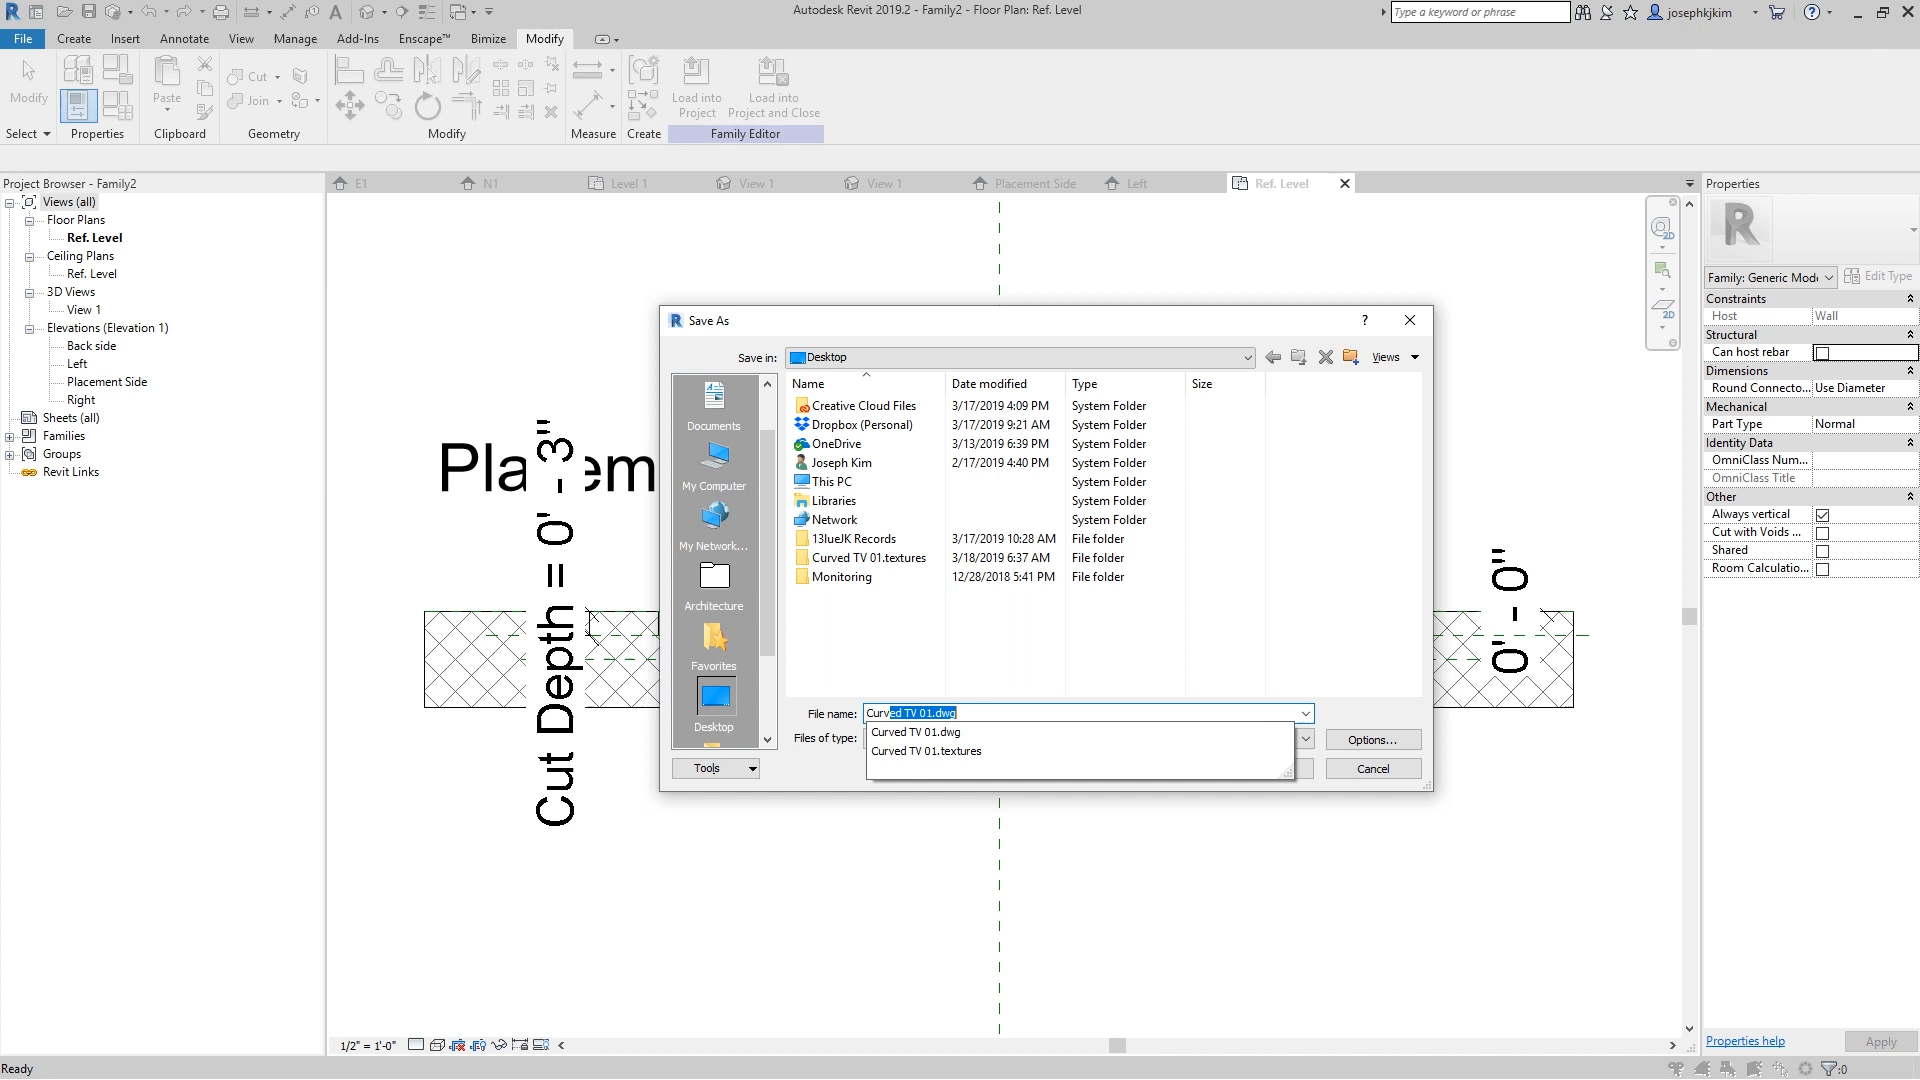 Autodesk Revit 2019.2 - Family2 - Floor Plan: Ref. Level
Type a keyword or phrase
josephkjkim
File
Create
Insert
Annotate
View
Manage
Add-Ins
Enscape™
Bimize
Modify
Modify
Paste
Cut
Join
Load into
Project
Load into
Project and Close
Select
Properties
Clipboard
Geometry
Modify
Measure
Create
Family Editor
Project Browser - Family2
E1
N1
Level 1
View 1
View 1
Placement Side
Left
Ref. Level
Properties
Views (all)
Floor Plans
Ref. Level
Ceiling Plans
Ref. Level
3D Views
View 1
Elevations (Elevation 1)
Back side
Left
Placement Side
Right
Sheets (all)
Families
Groups
Revit Links
Placem
Cut Depth = 0' - 3"
0' - 0"
2D
2D
Save As
Save in:
Desktop
Views
Name
Date modified
Type
Size
Creative Cloud Files 3/17/2019 4:09 PM System Folder
Dropbox (Personal) 3/17/2019 9:21 AM System Folder
OneDrive 3/13/2019 6:39 PM System Folder
Joseph Kim 2/17/2019 4:40 PM System Folder
This PC System Folder
Libraries System Folder
Network System Folder
13lueJK Records 3/17/2019 10:28 AM File folder
Curved TV 01.textures 3/18/2019 6:37 AM File folder
Monitoring 12/28/2018 5:41 PM File folder
Documents
My Computer
My Network...
Architecture
Favorites
Desktop
File name:
Curved TV 01.dwg
Files of type:
Curved TV 01.dwg
Curved TV 01.textures
Options...
Tools
Cancel
Family: Generic Mode
Edit Type
Constraints
Host Wall
Structural
Can host rebar
Dimensions
Round Connecto... Use Diameter
Mechanical
Part Type Normal
Identity Data
OmniClass Num...
OmniClass Title
Other
Always vertical
Cut with Voids ...
Shared
Room Calculatio...
Properties help
Apply
1/2" = 1'-0"
Ready
:0